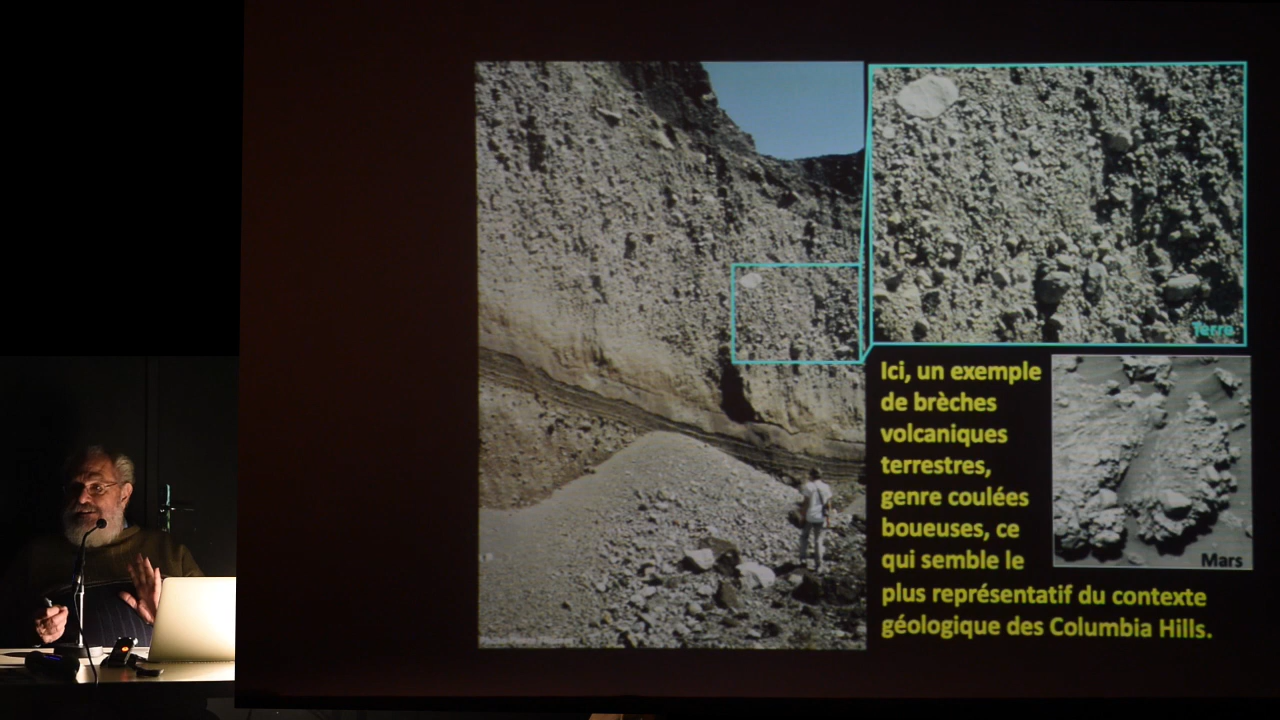 Terre
Ici, un exemple
de brèches
volcaniques
terrestres,
genre coulées
boueuses, ce
qui semble le
plus représentatif du contexte
géologique des Columbia Hills.
Mars